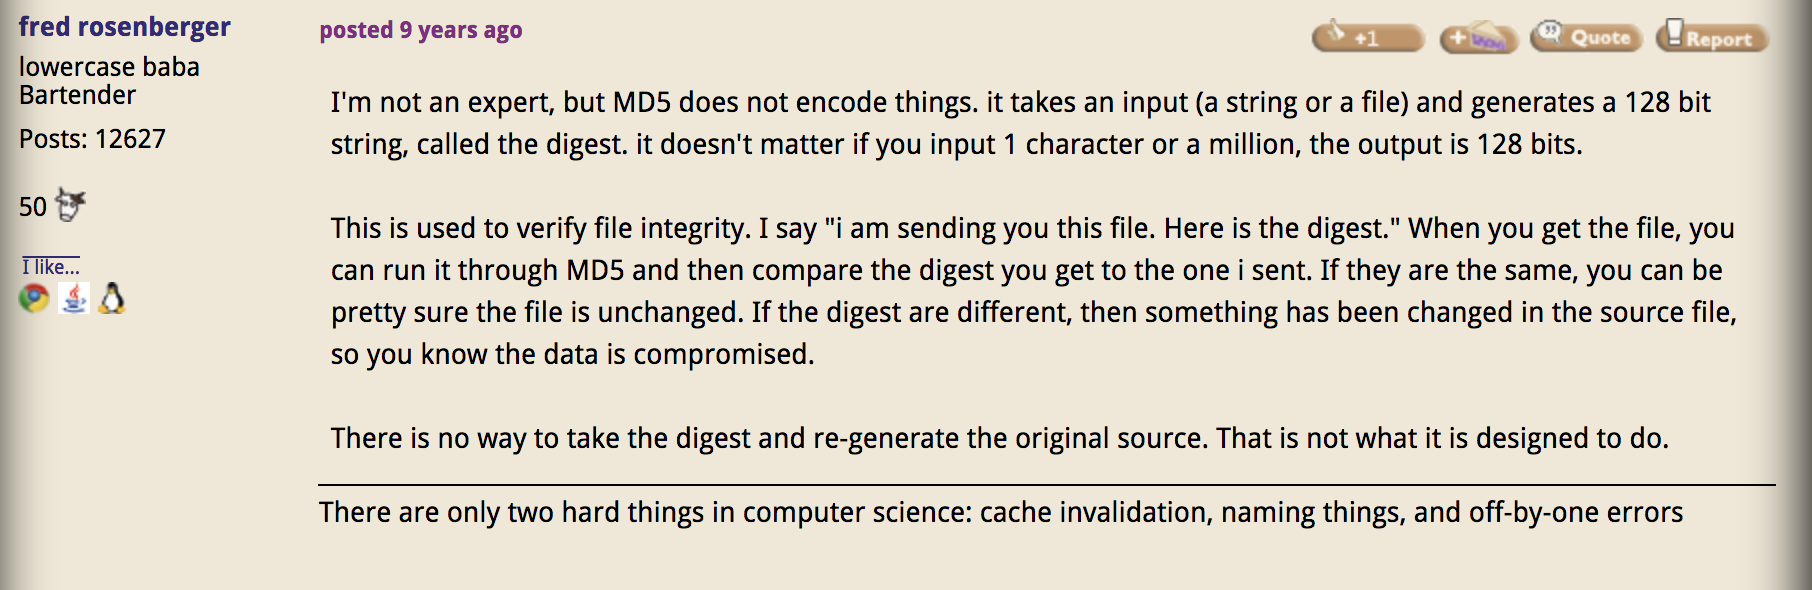 fred rosenberger
lowercase baba
Bartender
Posts: 12627
50
I like...
posted 9 years ago
+1
+
Quote
Report
I'm not an expert, but MD5 does not encode things. it takes an input (a string or a file) and generates a 128 bit
string, called the digest. it doesn't matter if you input 1 character or a million, the output is 128 bits.
This is used to verify file integrity. I say "i am sending you this file. Here is the digest." When you get the file, you
can run it through MD5 and then compare the digest you get to the one i sent. If they are the same, you can be
pretty sure the file is unchanged. If the digest are different, then something has been changed in the source file,
so you know the data is compromised.
There is no way to take the digest and re-generate the original source. That is not what it is designed to do.
There are only two hard things in computer science: cache invalidation, naming things, and off-by-one errors